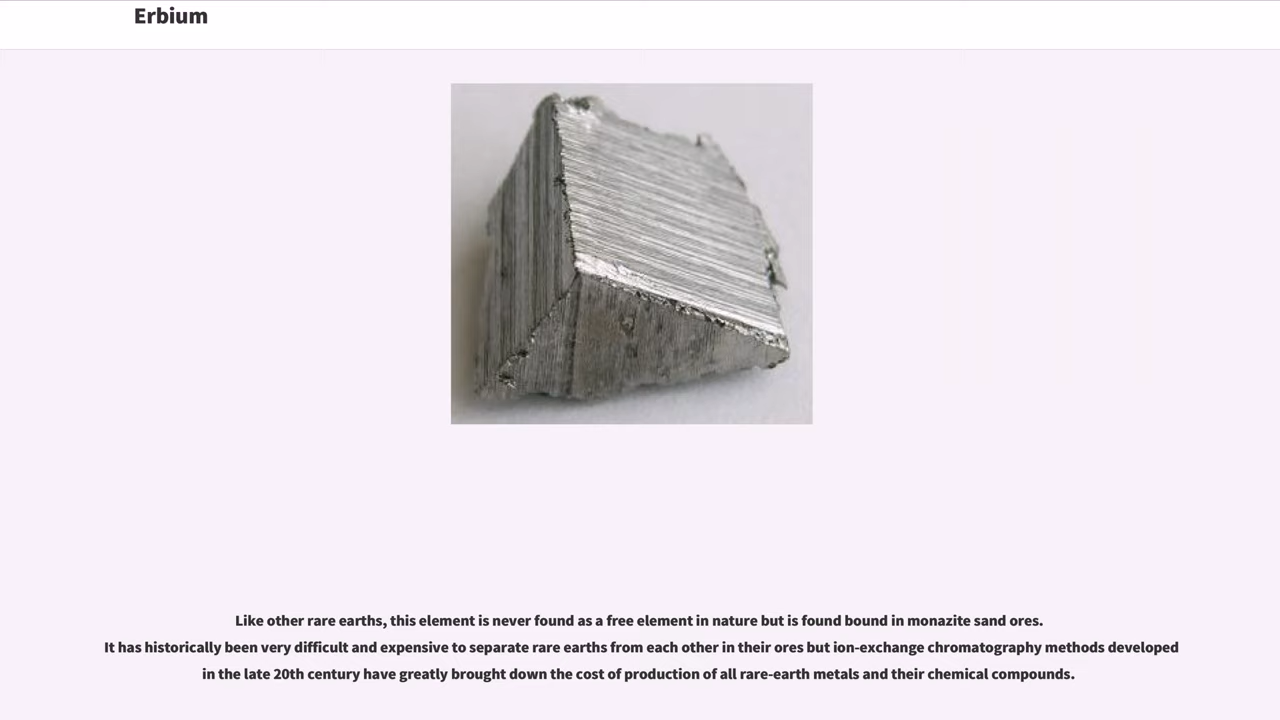 Erbium
Like other rare earths, this element is never found as a free element in nature but is found bound in monazite sand ores.
It has historically been very difficult and expensive to separate rare earths from each other in their ores but ion-exchange chromatography methods developed
in the late 20th century have greatly brought down the cost of production of all rare-earth metals and their chemical compounds.